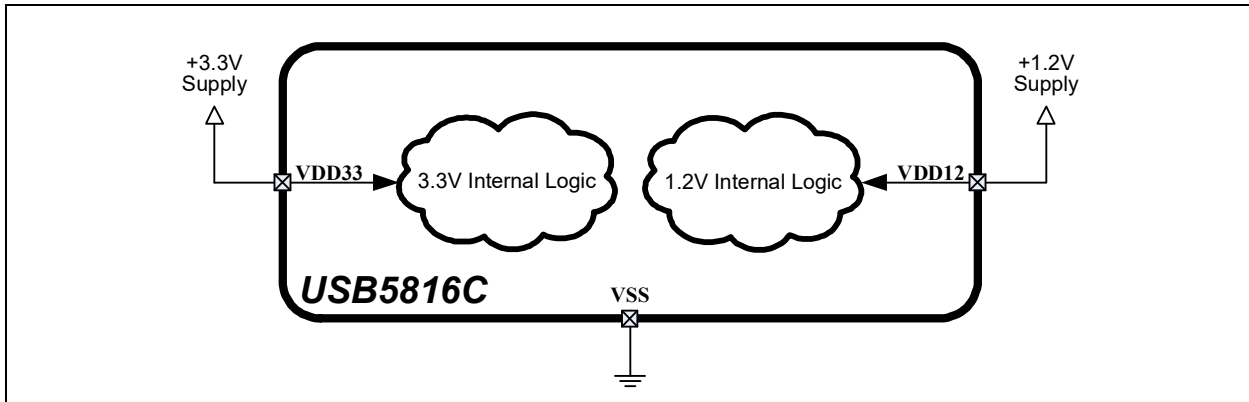 +3.3V
Supply
+1.2V
Supply
VDD33
3.3V Internal Logic
1.2V Internal Logic
VDD12
USB5816C
VSS